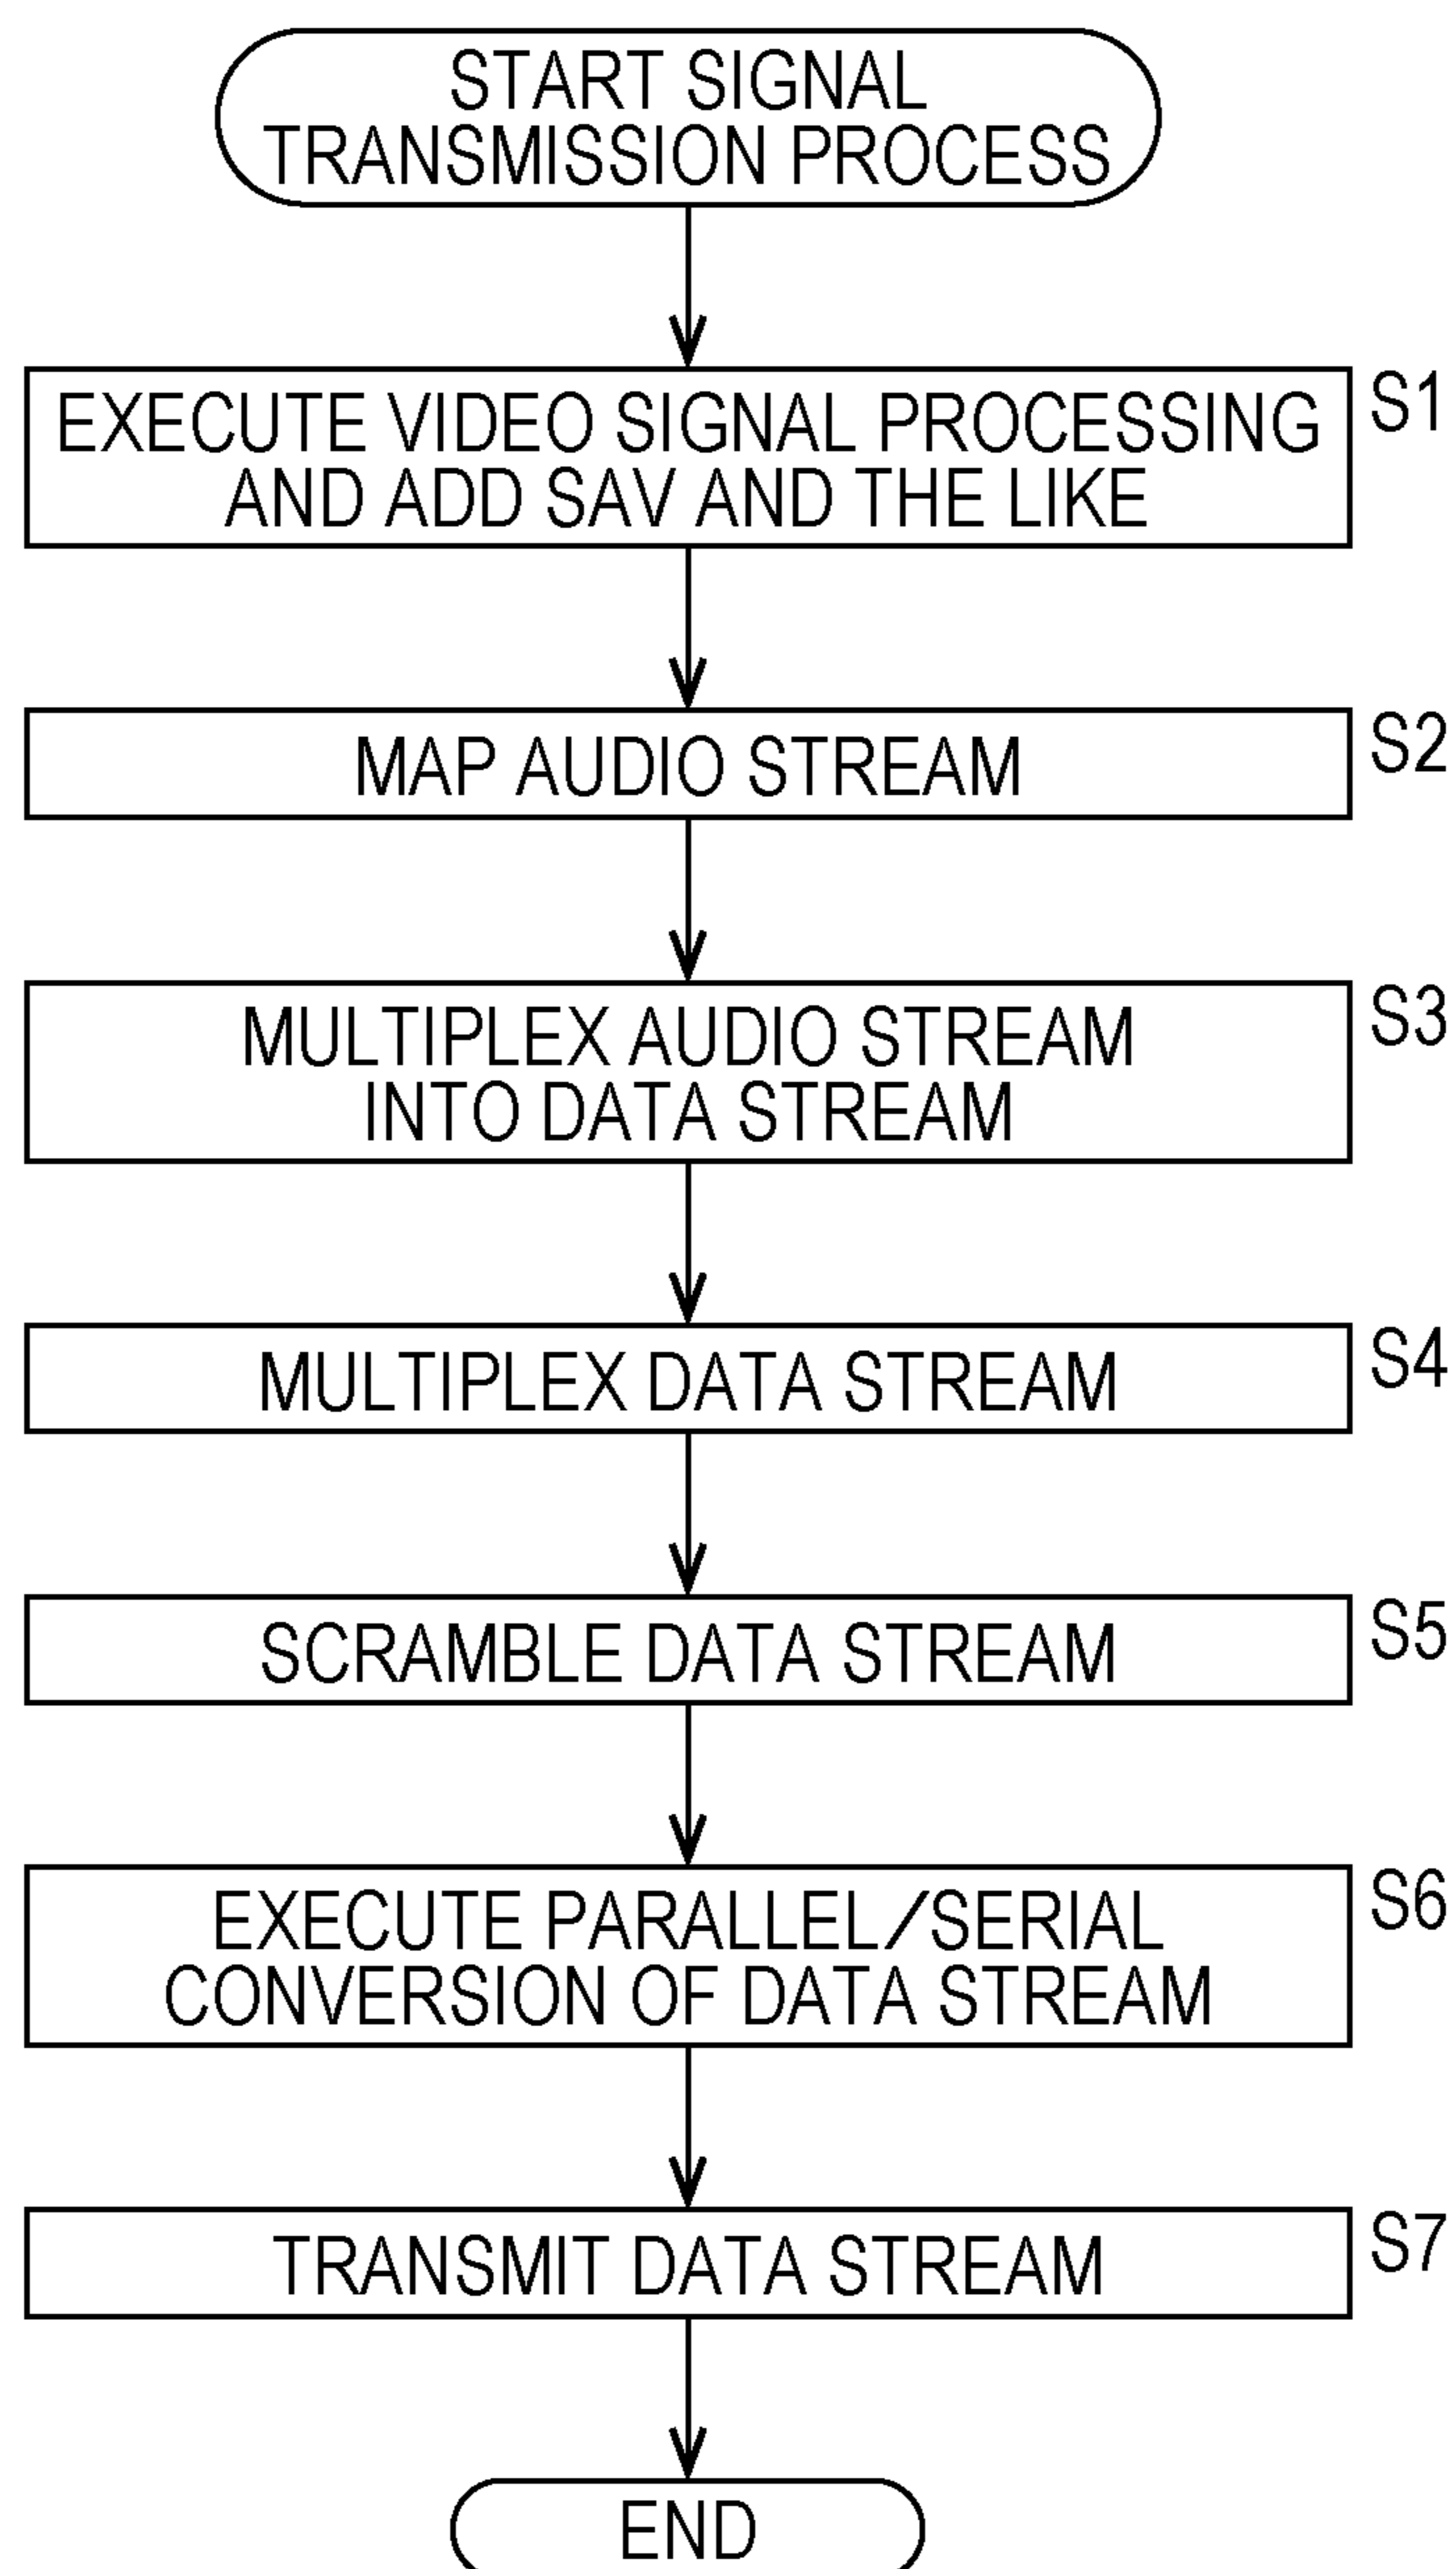 START SIGNAL
TRANSMISSION PROCESS
EXECUTE VIDEO SIGNAL PROCESSING
AND ADD SAV AND THE LIKE
S1
MAP AUDIO STREAM
S2
MULTIPLEX AUDIO STREAM
INTO DATA STREAM
S3
MULTIPLEX DATA STREAM
S4
SCRAMBLE DATA STREAM
S5
EXECUTE PARALLEL/SERIAL
CONVERSION OF DATA STREAM
S6
TRANSMIT DATA STREAM
S7
END